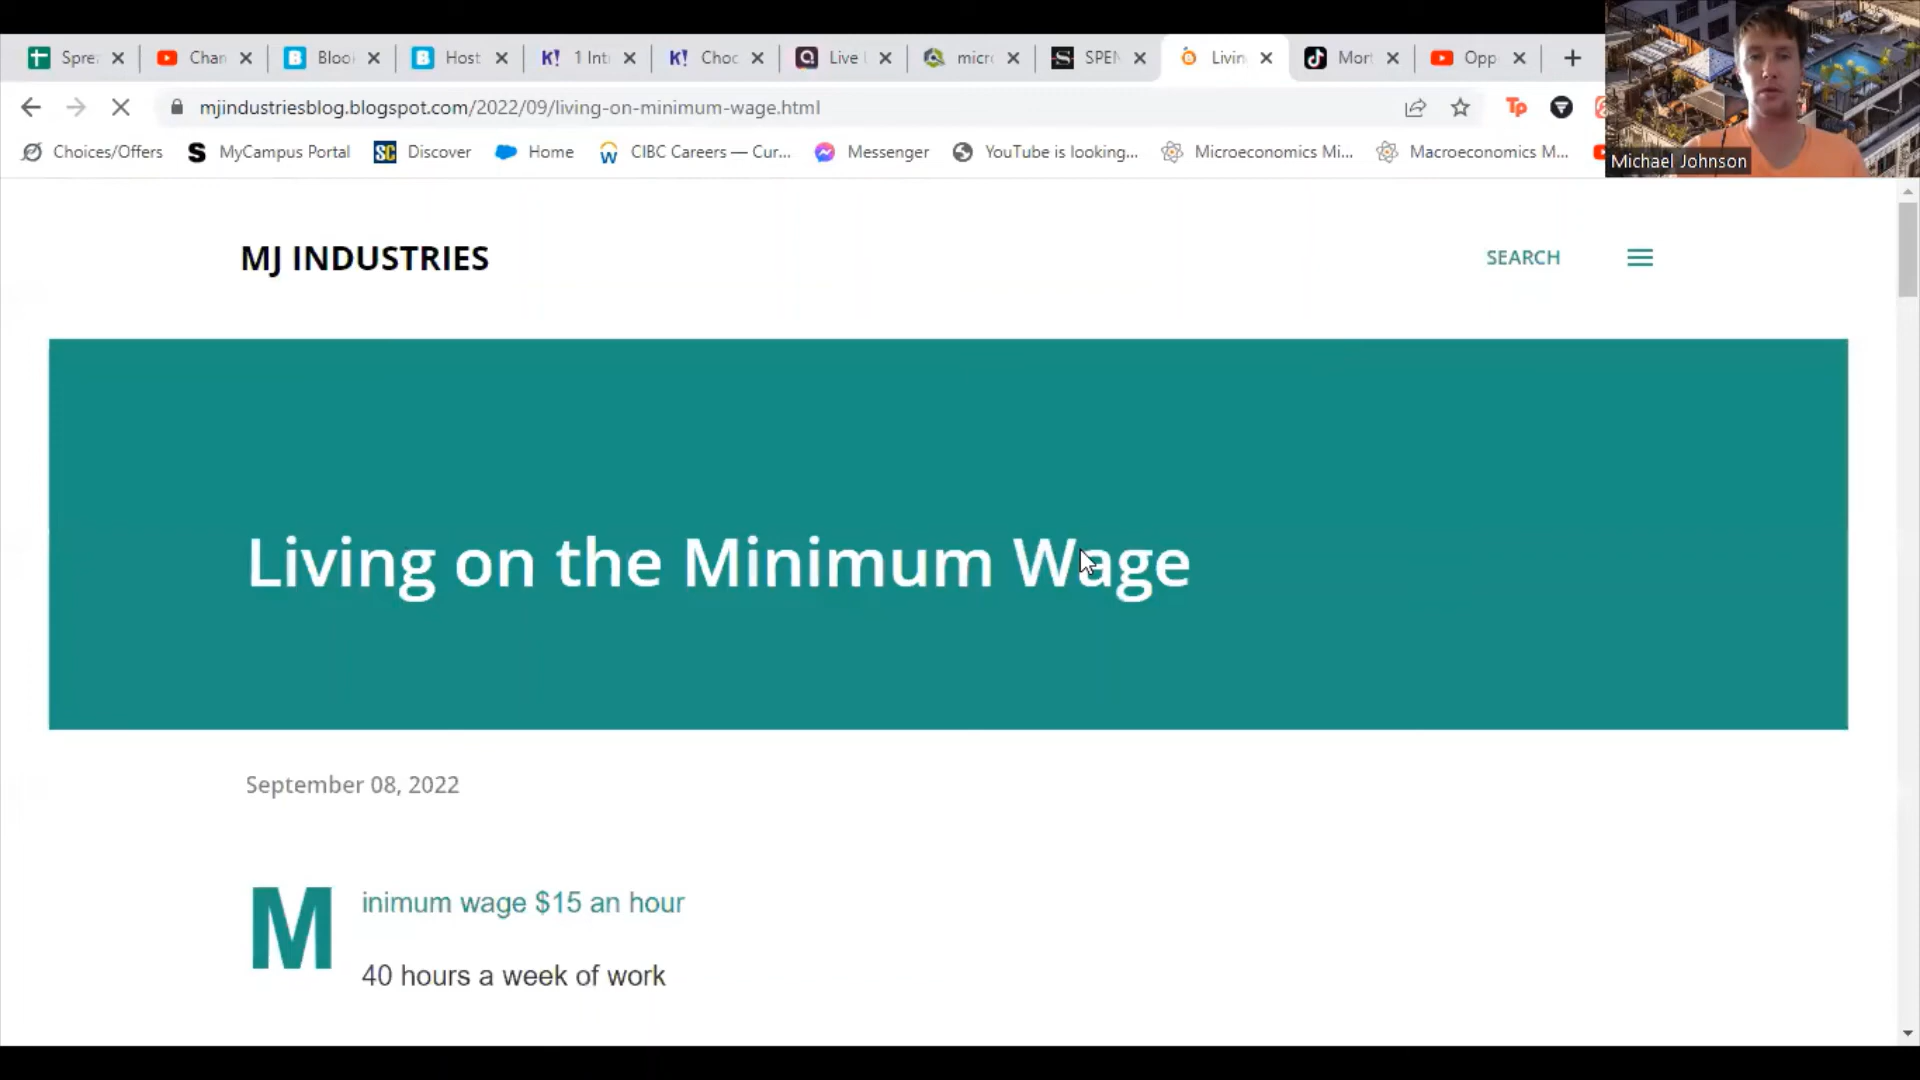 Spre
Chan
Bloo
Host
K! 1 Int
K! Choc
Live
micro
SPEN
Livin
Mor
Opp
mjindustriesblog.blogspot.com/2022/09/living-on-minimum-wage.html
Tp
Choices/Offers
MyCampus Portal
SC Discover
Home
CIBC Careers — Cur...
Messenger
YouTube is looking...
Microeconomics Mi...
Macroeconomics M...
Michael Johnson
MJ INDUSTRIES
SEARCH
Living on the Minimum Wage
September 08, 2022
Minimum wage $15 an hour
40 hours a week of work